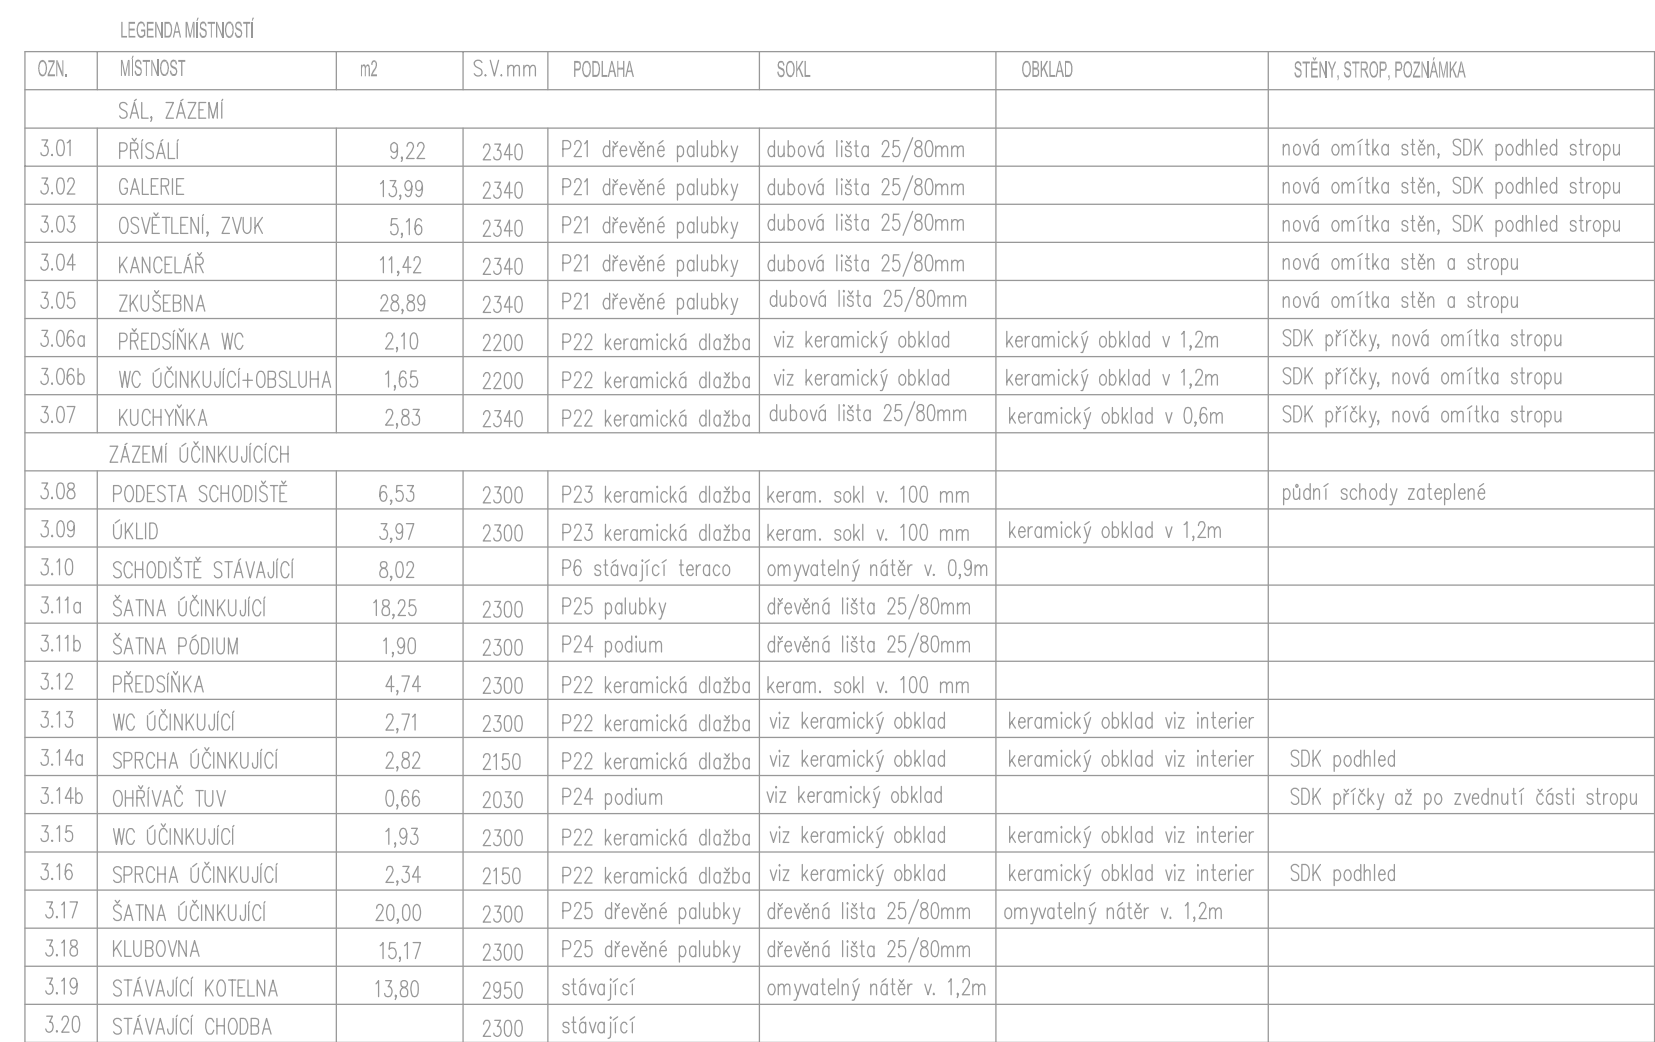 LEGENDA MÍSTNOSTÍ
OZN. MÍSTNOST m2 S.V.mm PODLAHA SOKL OBKLAD STĚNY, STROP, POZNÁMKA
SÁL, ZÁZEMÍ
3.01 PŘÍSÁLÍ 9,22 2340 P21 dřevěné palubky dubová lišta 25/80mm nová omítka stěn, SDK podhled stropu
3.02 GALERIE 13,99 2340 P21 dřevěné palubky dubová lišta 25/80mm nová omítka stěn, SDK podhled stropu
3.03 OSVĚTLENÍ, ZVUK 5,16 2340 P21 dřevěné palubky dubová lišta 25/80mm nová omítka stěn, SDK podhled stropu
3.04 KANCELÁŘ 11,42 2340 P21 dřevěné palubky dubová lišta 25/80mm nová omítka stěn a stropu
3.05 ZKUŠEBNA 28,89 2340 P21 dřevěné palubky dubová lišta 25/80mm nová omítka stěn a stropu
3.06a PŘEDSÍŇKA WC 2,10 2200 P22 keramická dlažba viz keramický obklad keramický obklad v 1,2m SDK příčky, nová omítka stropu
3.06b WC ÚČINKUJÍCÍ+OBSLUHA 1,65 2200 P22 keramická dlažba viz keramický obklad keramický obklad v 1,2m SDK příčky, nová omítka stropu
3.07 KUCHYŇKA 2,83 2340 P22 keramická dlažba dubová lišta 25/80mm keramický obklad v 0,6m SDK příčky, nová omítka stropu
ZÁZEMÍ ÚČINKUJÍCÍCH
3.08 PODESTA SCHODIŠTĚ 6,53 2300 P23 keramická dlažba keram. sokl v. 100 mm půdní schody zateplené
3.09 ÚKLID 3,97 2300 P23 keramická dlažba keram. sokl v. 100 mm keramický obklad v 1,2m
3.10 SCHODIŠTĚ STÁVAJÍCÍ 8,02 P6 stávající teraco omyvatelný nátěr v. 0,9m
3.11a ŠATNA ÚČINKUJÍCÍ 18,25 2300 P25 palubky dřevěná lišta 25/80mm
3.11b ŠATNA PÓDIUM 1,90 2300 P24 podium dřevěná lišta 25/80mm
3.12 PŘEDSÍŇKA 4,74 2300 P22 keramická dlažba keram. sokl v. 100 mm
3.13 WC ÚČINKUJÍCÍ 2,71 2300 P22 keramická dlažba viz keramický obklad keramický obklad viz interier
3.14a SPRCHA ÚČINKUJÍCÍ 2,82 2150 P22 keramická dlažba viz keramický obklad keramický obklad viz interier SDK podhled
3.14b OHŘÍVAČ TUV 0,66 2030 P24 podium viz keramický obklad SDK příčky až po zvednutí části stropu
3.15 WC ÚČINKUJÍCÍ 1,93 2300 P22 keramická dlažba viz keramický obklad keramický obklad viz interier
3.16 SPRCHA ÚČINKUJÍCÍ 2,34 2150 P22 keramická dlažba viz keramický obklad keramický obklad viz interier SDK podhled
3.17 ŠATNA ÚČINKUJÍCÍ 20,00 2300 P25 dřevěné palubky dřevěná lišta 25/80mm omyvatelný nátěr v. 1,2m
3.18 KLUBOVNA 15,17 2300 P25 dřevěné palubky dřevěná lišta 25/80mm
3.19 STÁVAJÍCÍ KOTELNA 13,80 2950 stávající omyvatelný nátěr v. 1,2m
3.20 STÁVAJÍCÍ CHODBA 2300 stávající